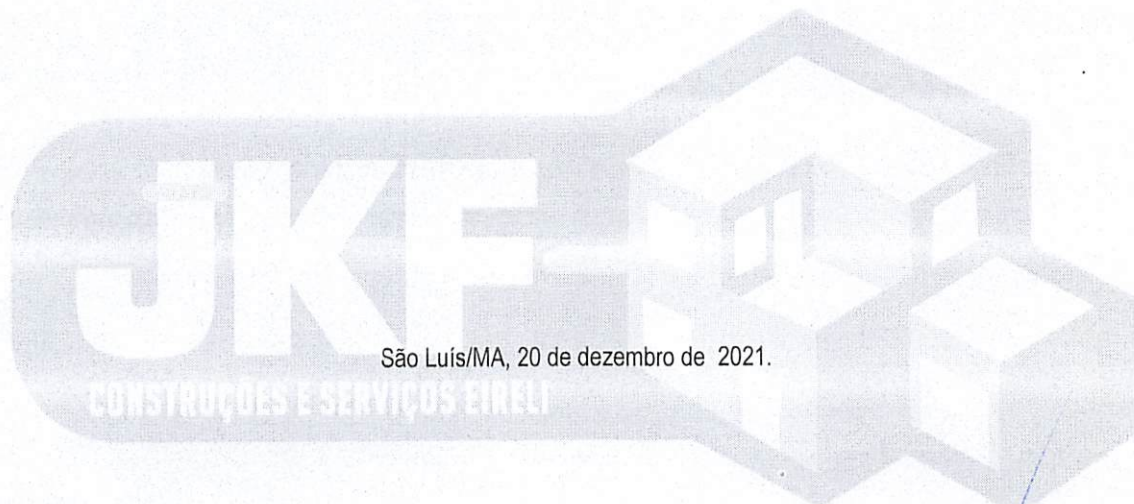 JKF
São Luís/MA, 20 de dezembro de 2021.
CONSTRUÇÕES E SERVIÇOS EIRELI